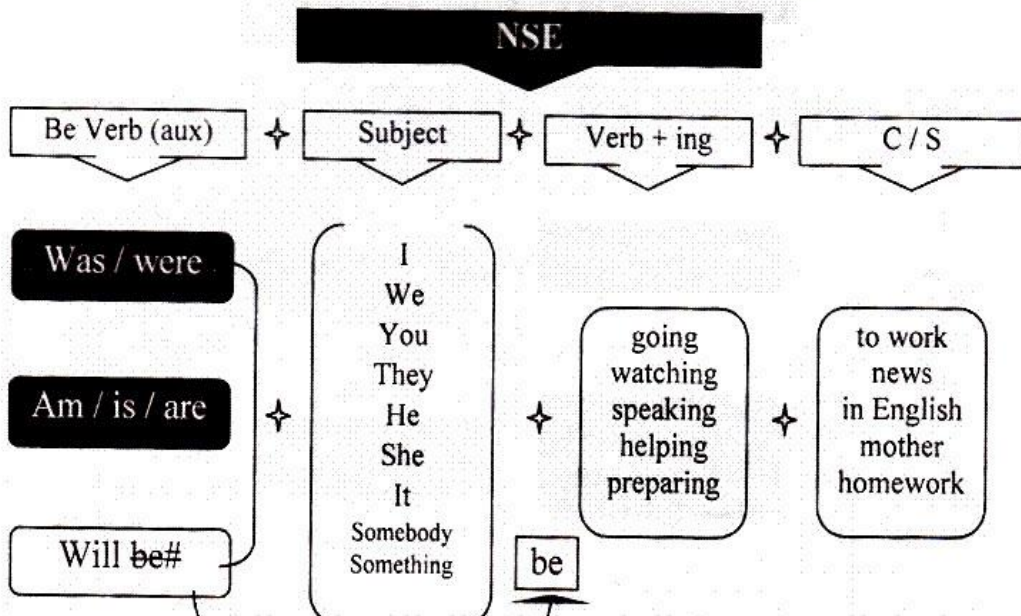 NSE
Be Verb (aux)
Subject
Verb + ing
C / S
Was / were
Am / is / are
Will be#
I
We
You
They
He
She
It
Somebody
Something
be
going
watching
speaking
helping
preparing
to work
news
in English
mother
homework